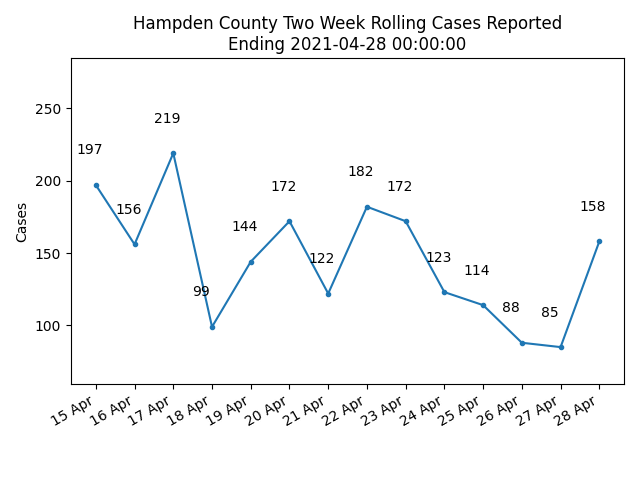 Hampden County Two Week Rolling Cases Reported
Ending 2021-04-28 00:00:00
Cases
250
200
150
100
197
156
219
99
144
172
122
182
172
123
114
88
85
158
15 Apr
16 Apr
17 Apr
18 Apr
19 Apr
20 Apr
21 Apr
22 Apr
23 Apr
24 Apr
25 Apr
26 Apr
27 Apr
28 Apr